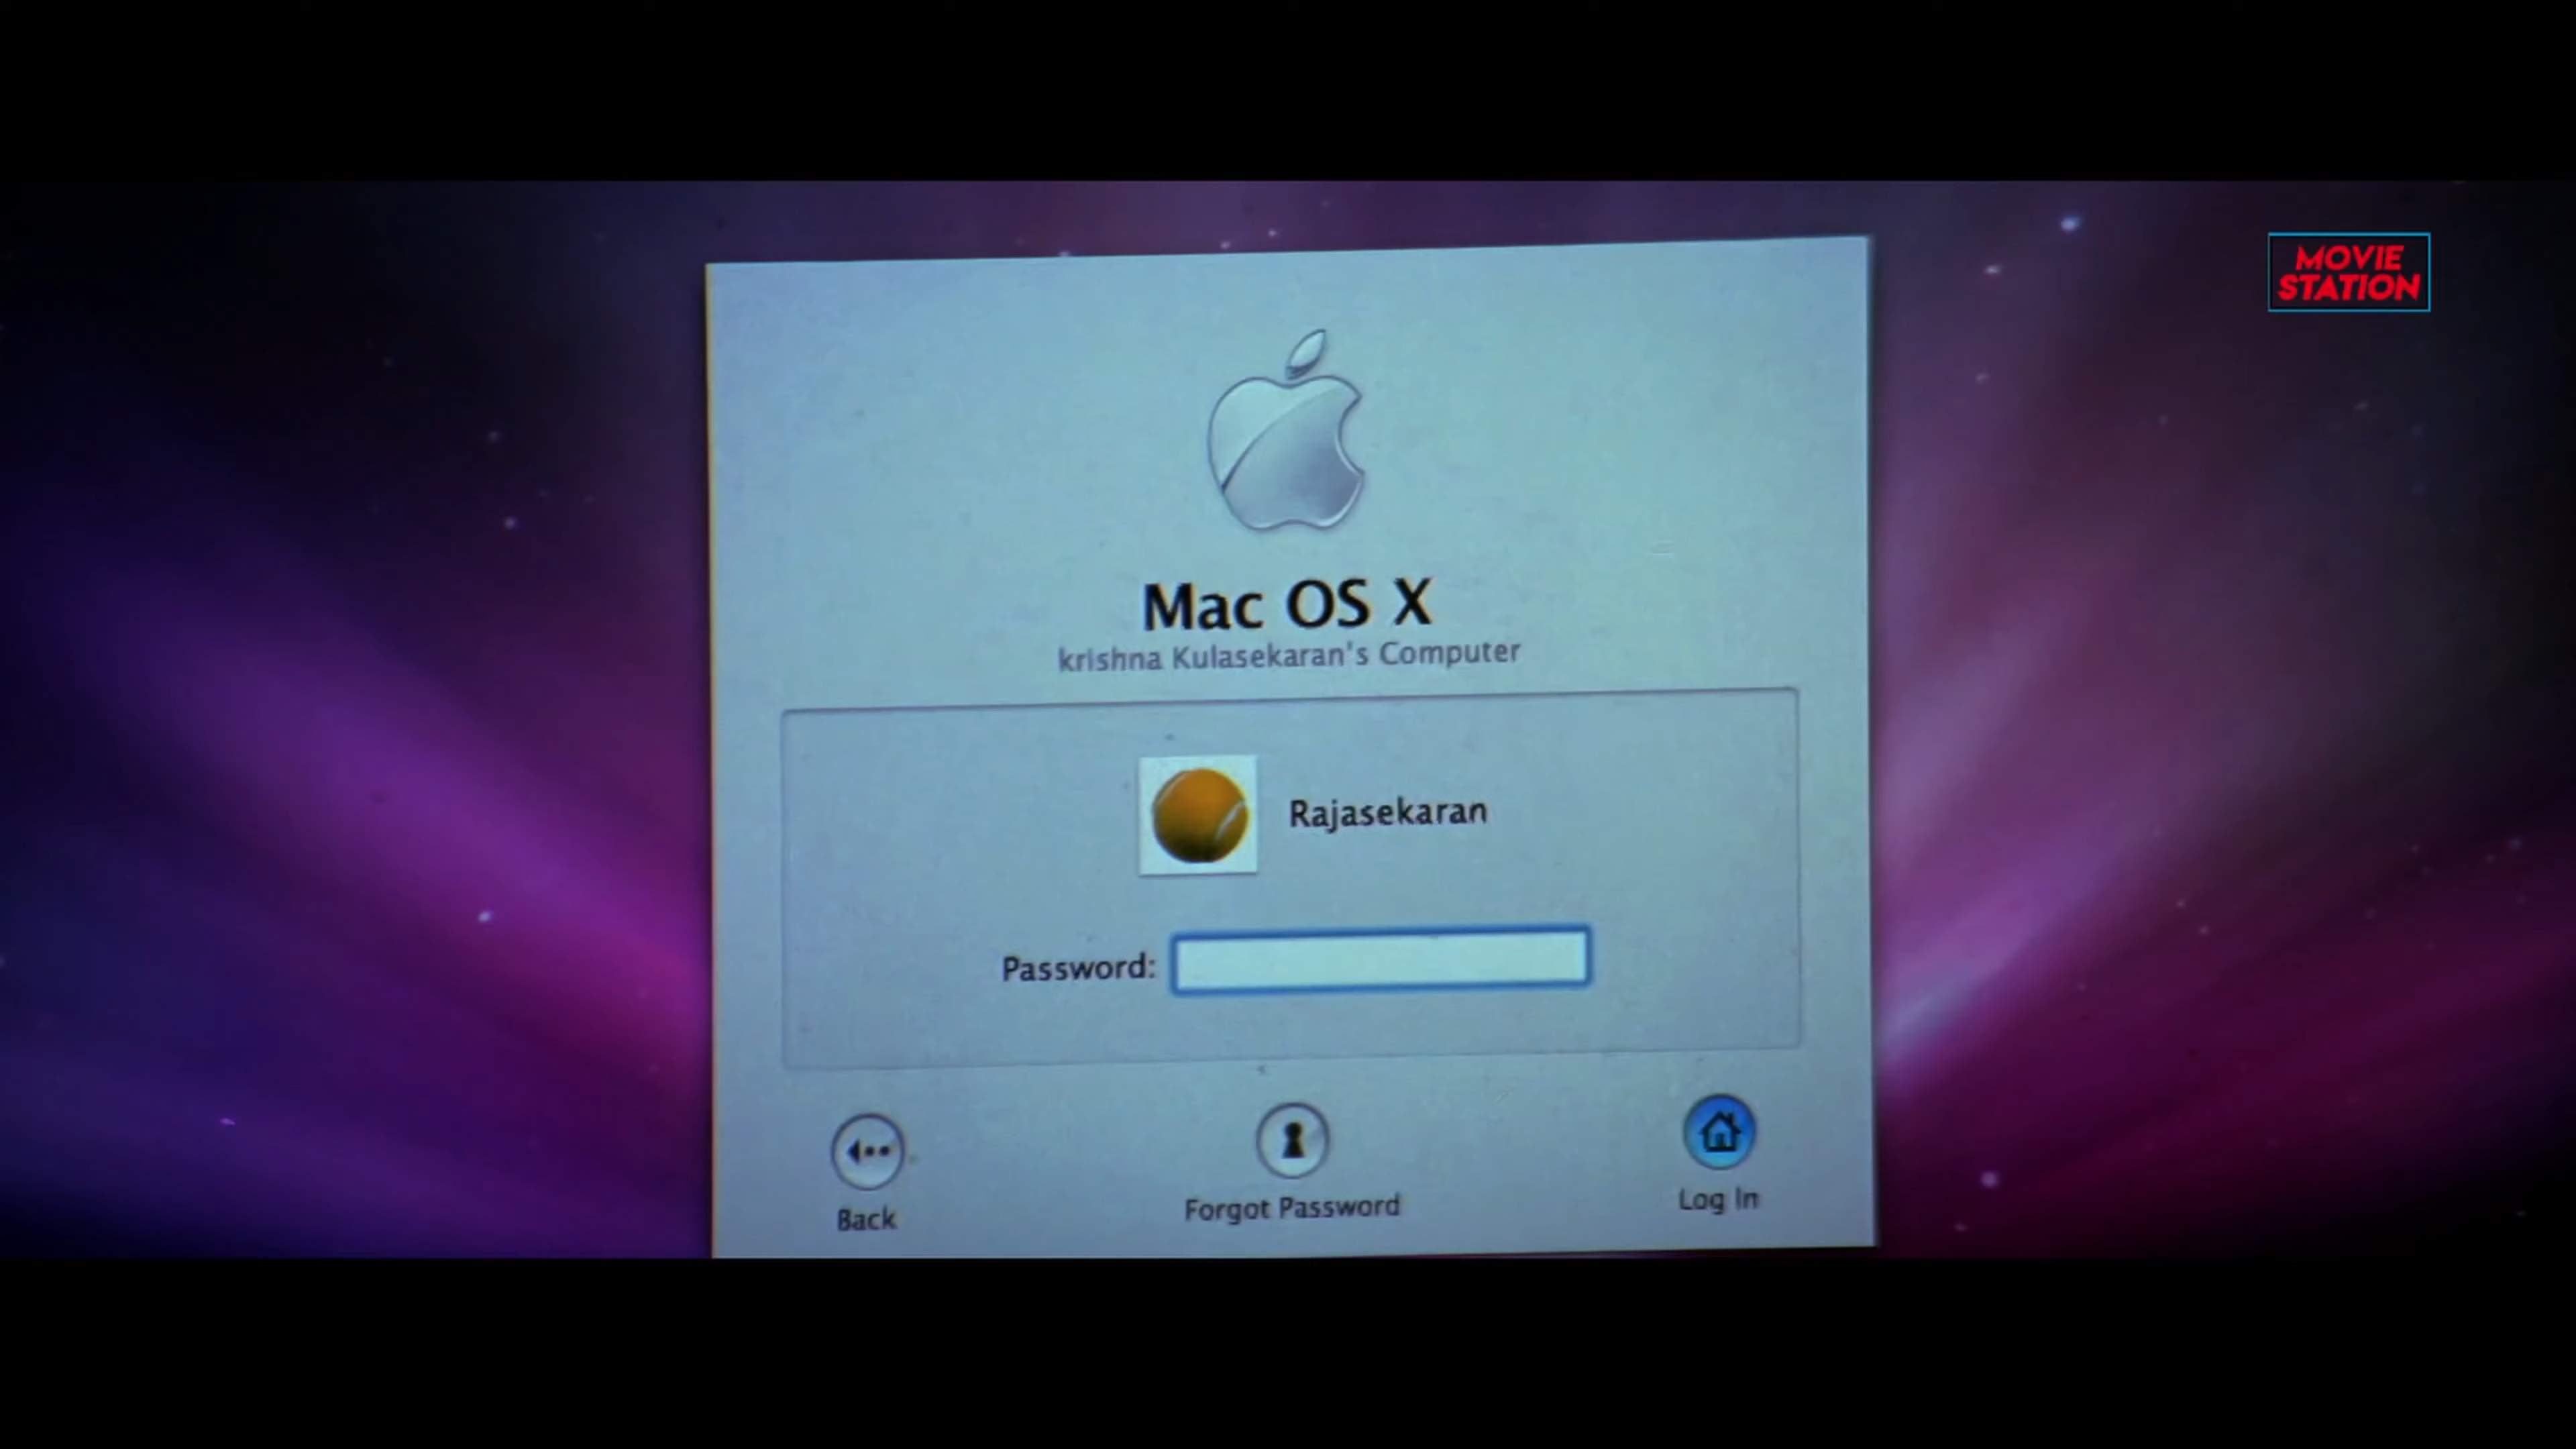 MOVIE
STATION
Mac OS X
krishna Kulasekaran's Computer
Rajasekaran
Password:
Back
Forgot Password
Log In